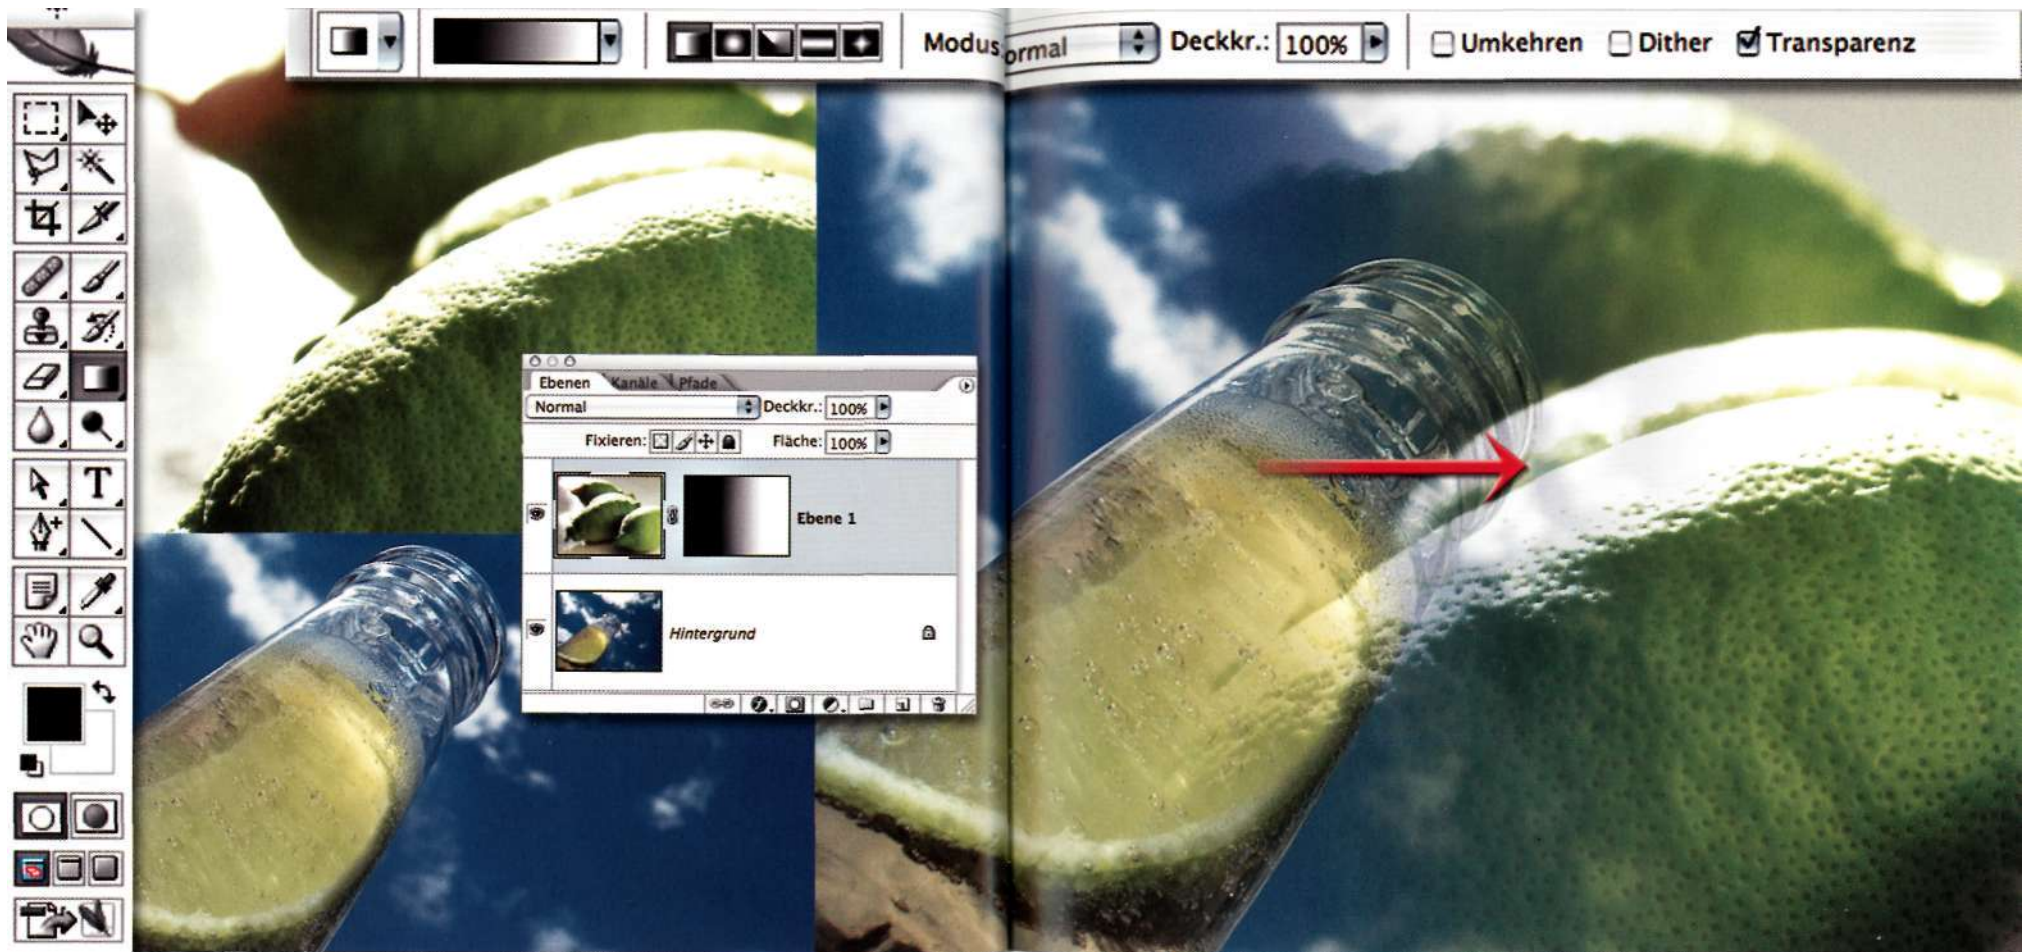 Modus
ormal
Deckkr.: 100%
Umkehren
Dither
Transparenz
Ebenen Kanäle Pfade
Normal Deckkr.: 100%
Fixieren: Fläche: 100%
Ebene 1
Hintergrund
T